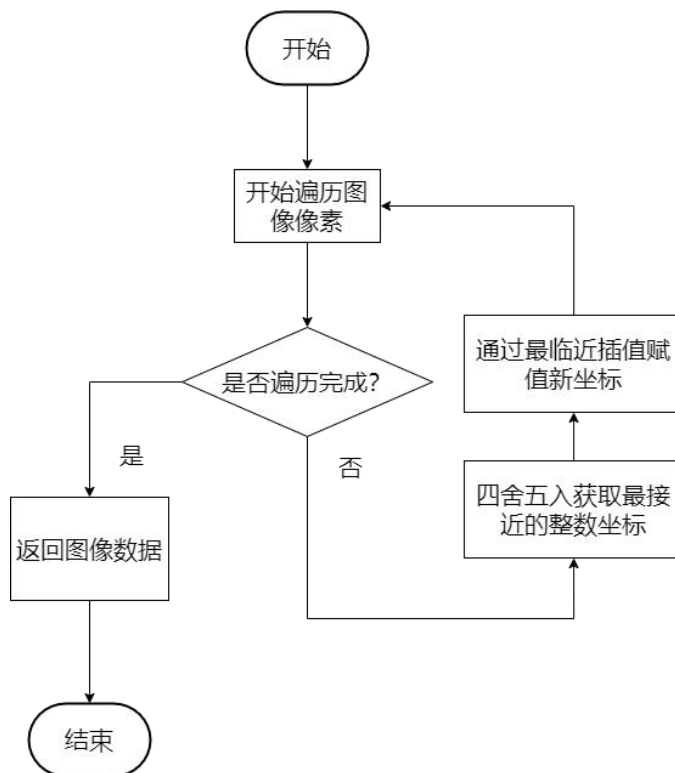 开始
开始遍历图
像像素
是否遍历完成？
是
否
返回图像数据
结束
通过最临近插值赋
值新坐标
四舍五入获取最接
近的整数坐标